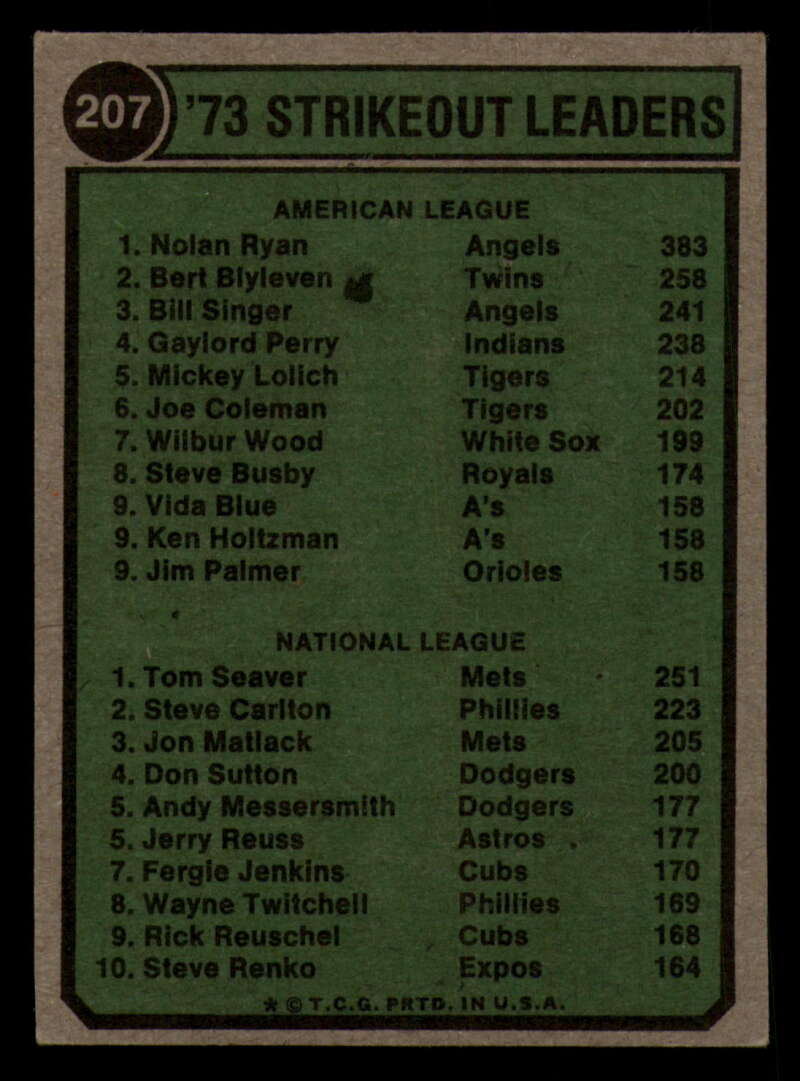 207 '73 STRIKEOUT LEADERS
AMERICAN LEAGUE
1. Nolan Ryan Angels 383
2. Bert Blyleven Twins 258
3. Bill Singer Angels 241
4. Gaylord Perry Indians 238
5. Mickey Lolich Tigers 214
6. Joe Coleman Tigers 202
7. Wilbur Wood White Sox 199
8. Steve Busby Royals 174
9. Vida Blue A's 158
9. Ken Holtzman A's 158
9. Jim Palmer Orioles 158
NATIONAL LEAGUE
1. Tom Seaver Mets 251
2. Steve Carlton Phillies 223
3. Jon Matlack Mets 205
4. Don Sutton Dodgers 200
5. Andy Messersmith Dodgers 177
5. Jerry Reuss Astros 177
7. Fergie Jenkins Cubs 170
8. Wayne Twitchell Phillies 169
9. Rick Reuschel Cubs 168
10. Steve Renko Expos 164
* © T.C.G. PRTD. IN U.S.A.